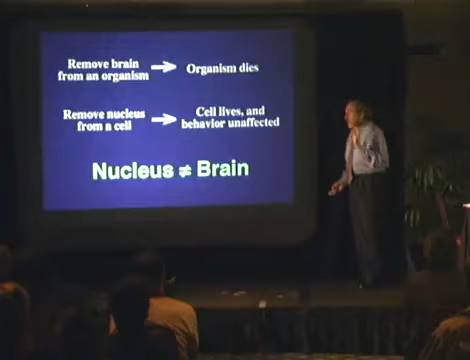 Remove brain
from an organism
Organism dies
Remove nucleus
from a cell
Cell lives, and
behavior unaffected
Nucleus ≠ Brain